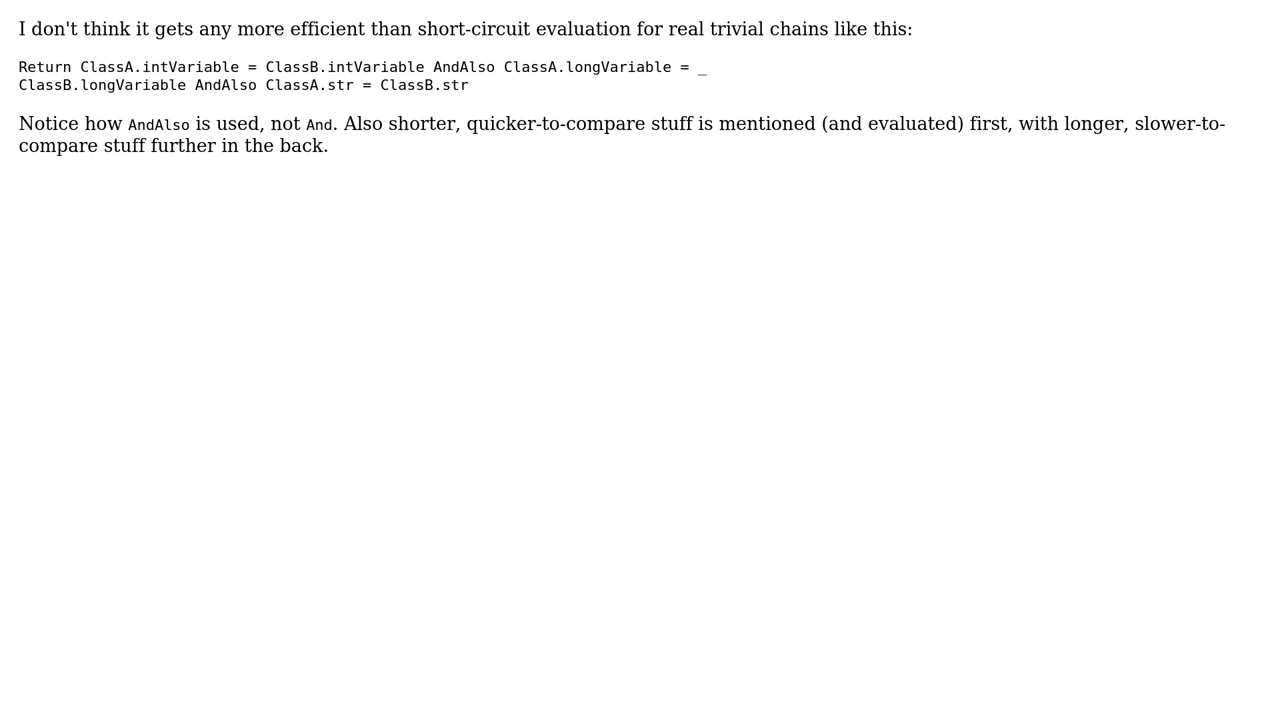 I don't think it gets any more efficient than short-circuit evaluation for real trivial chains like this:
Return ClassA.intVariable = ClassB.intVariable AndAlso ClassA.longVariable = _
ClassB.longVariable AndAlso ClassA.str = ClassB.str
Notice how AndAlso is used, not And. Also shorter, quicker-to-compare stuff is mentioned (and evaluated) first, with longer, slower-to-
compare stuff further in the back.